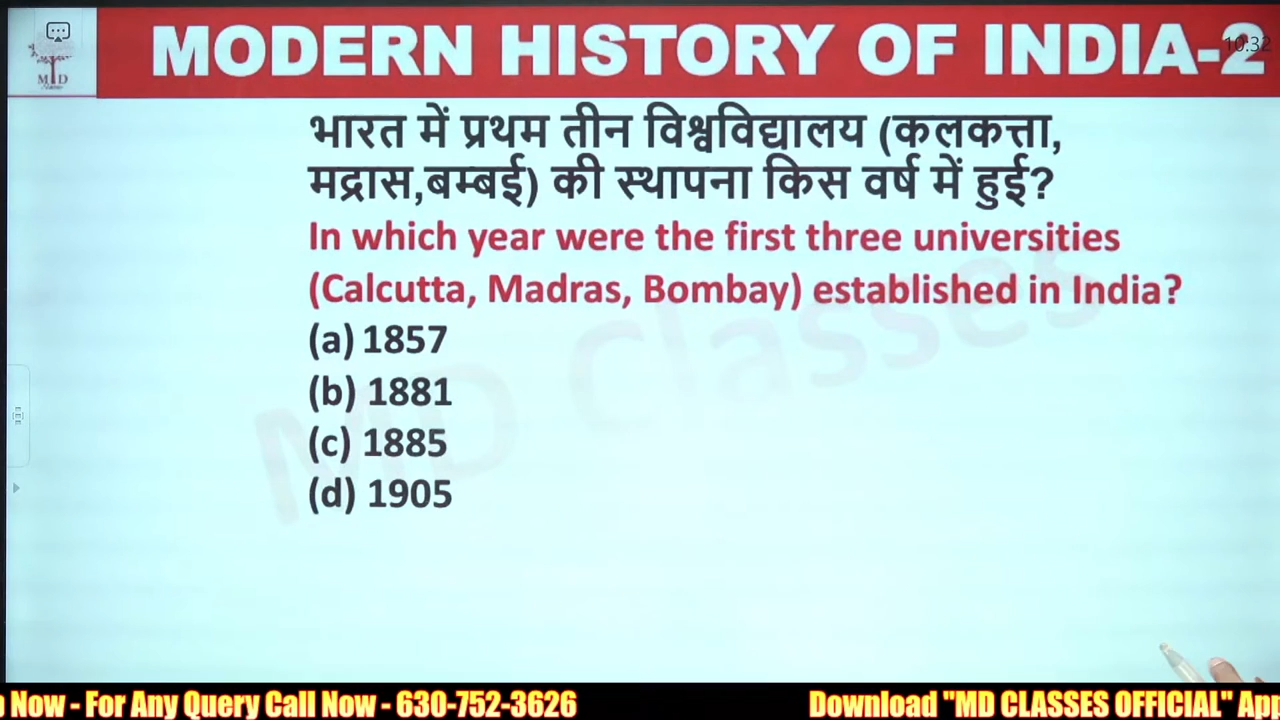 MODERN HISTORY OF INDIA-2
10:32
M D
भारत में प्रथम तीन विश्वविद्यालय (कलकत्ता,
मद्रास,बम्बई) की स्थापना किस वर्ष में हुई?
In which year were the first three universities
(Calcutta, Madras, Bombay) established in India?
(a) 1857
(b) 1881
(c) 1885
(d) 1905
MD Classes
Now - For Any Query Call Now - 630-752-3626
Download "MD CLASSES OFFICIAL" App